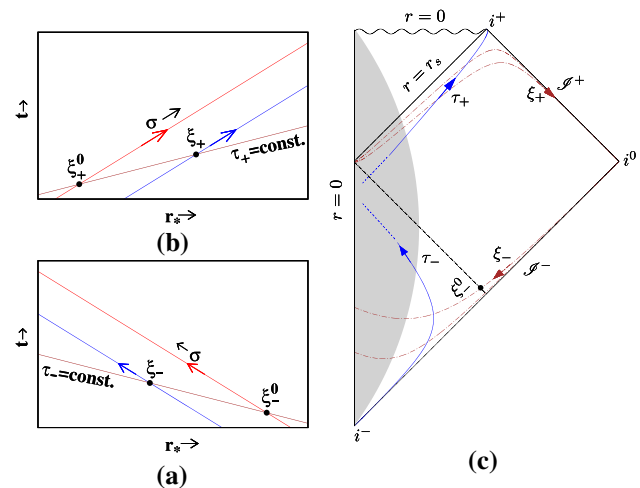 t→
ξ₊⁰
σ
ξ₊
τ₊=const.
r⁎→
(b)
t→
τ₋=const.
ξ₋
σ
ξ₋⁰
r⁎→
(a)
r = 0
i⁺
r = rₛ
τ₊
ξ₊
𝓘⁺
i⁰
r = 0
τ₋
ξ₋
ξ₋⁰
𝓘⁻
i⁻
(c)